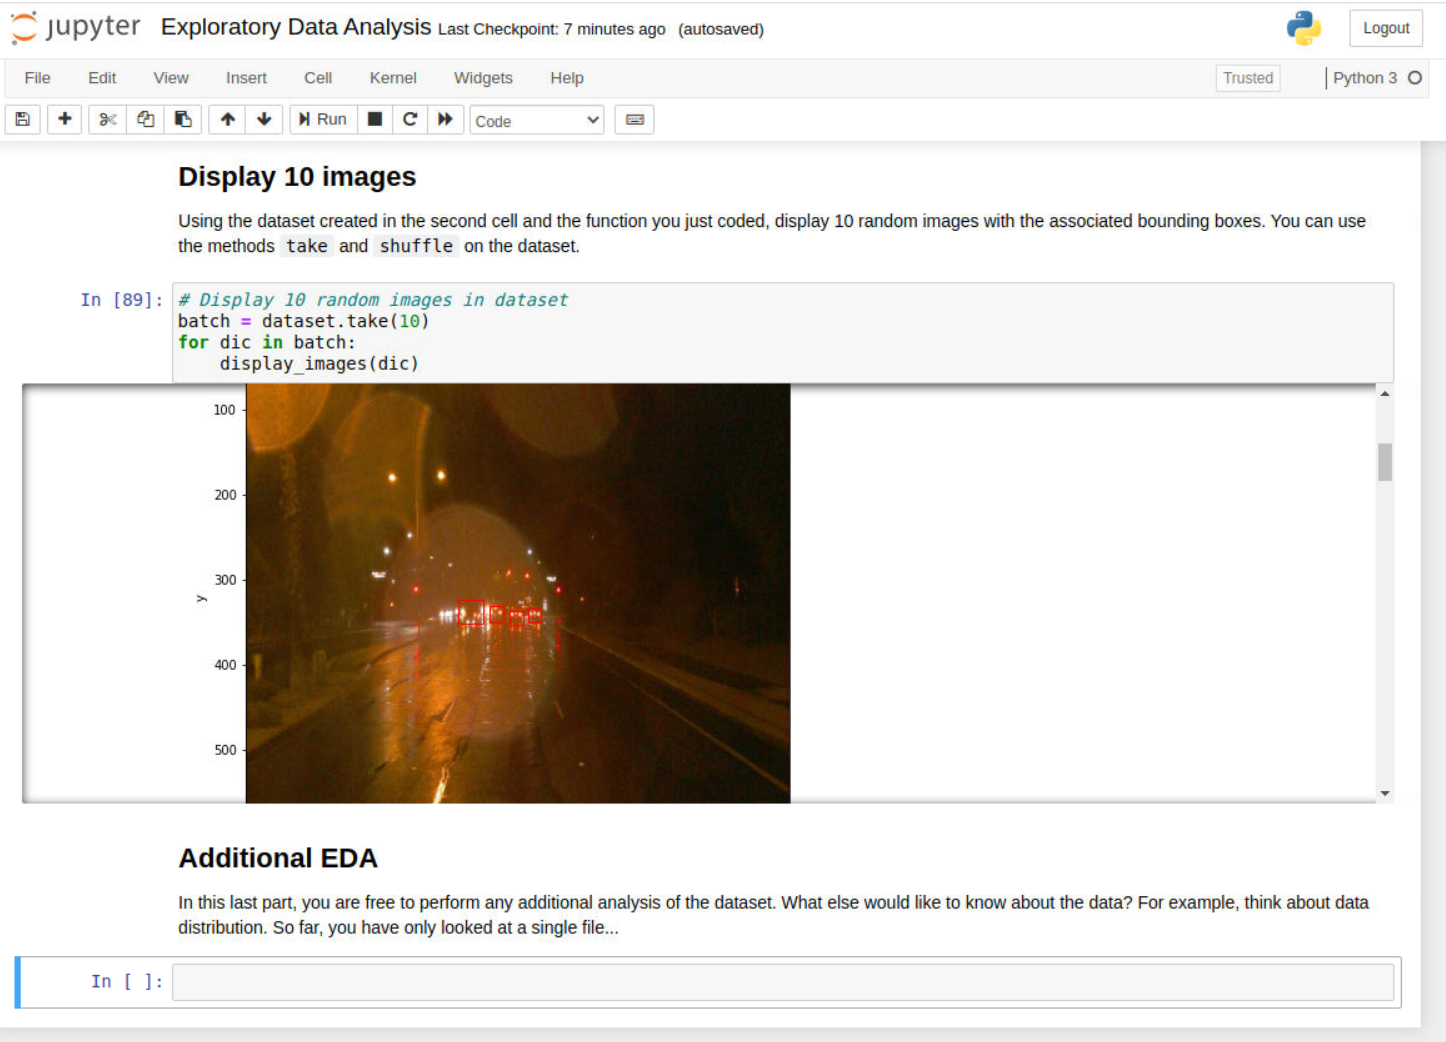 jupyter Exploratory Data Analysis Last Checkpoint: 7 minutes ago (autosaved) Logout
File Edit View Insert Cell Kernel Widgets Help Trusted Python 3
Run Code
Display 10 images
Using the dataset created in the second cell and the function you just coded, display 10 random images with the associated bounding boxes. You can use
the methods take and shuffle on the dataset.
In [89]: # Display 10 random images in dataset
batch = dataset.take(10)
for dic in batch:
    display_images(dic)
100
200
300
y
400
500
Additional EDA
In this last part, you are free to perform any additional analysis of the dataset. What else would like to know about the data? For example, think about data
distribution. So far, you have only looked at a single file...
In [ ]: